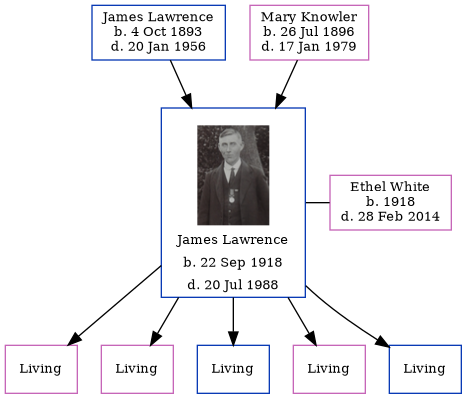 James Lawrence
b. 4 Oct 1893
d. 20 Jan 1956
Mary Knowler
b. 26 Jul 1896
d. 17 Jan 1979
James Lawrence
b. 22 Sep 1918
d. 20 Jul 1988
Ethel White
b. 1918
d. 28 Feb 2014
Living
Living
Living
Living
Living